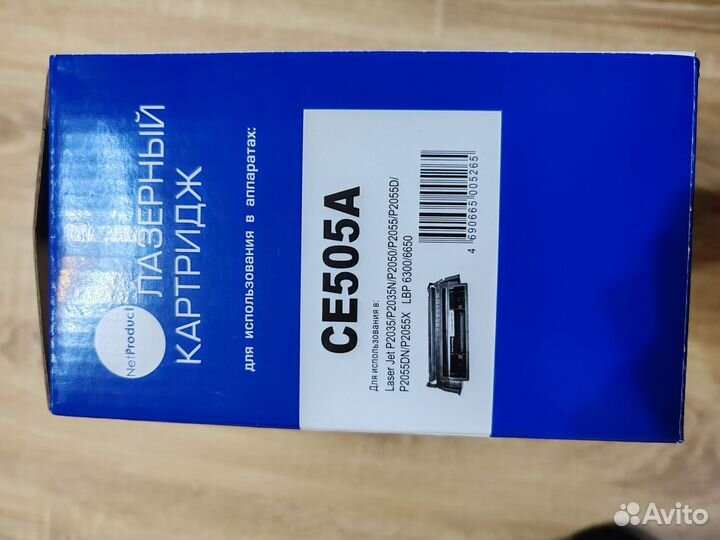 NetProduct
ЛАЗЕРНЫЙ
КАРТРИДЖ
для использования в аппаратах:
CE505A
Для использования в:
Laser Jet P2035/P2035N/P2050/P2055/P2055D/
P2055DN/P2055X LBP 6300/6650
4 690665 005265
Avito